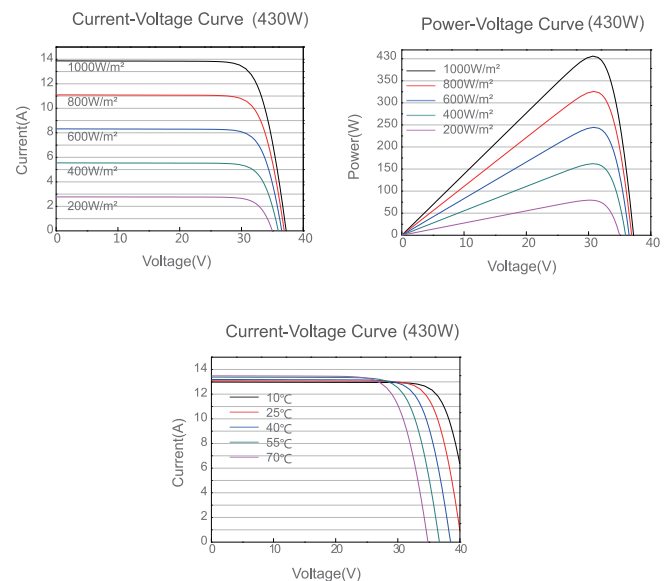 Current-Voltage Curve (430W)
14
12
10
8
6
4
2
0
Current(A)
1000W/m²
800W/m²
600W/m²
400W/m²
200W/m²
0
10
20
30
40
Voltage(V)
Power-Voltage Curve (430W)
430
350
300
250
200
150
100
50
0
Power(W)
1000W/m²
800W/m²
600W/m²
400W/m²
200W/m²
0
10
20
30
40
Voltage(V)
Current-Voltage Curve (430W)
14
12
10
8
6
4
2
0
Current(A)
10℃
25℃
40℃
55℃
70℃
0
10
20
30
40
Voltage(V)